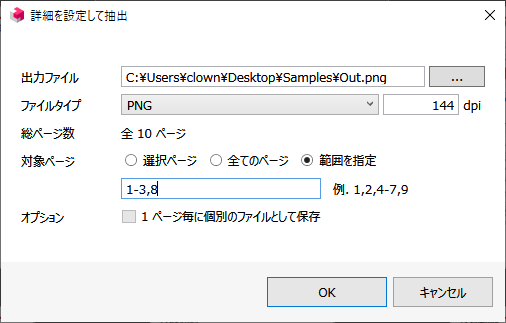 詳細を設定して抽出
出力ファイル C:¥Users¥clown¥Desktop¥Samples¥Out.png ...
ファイルタイプ PNG 144 dpi
総ページ数 全 10 ページ
対象ページ 選択ページ 全てのページ 範囲を指定
1-3,8 例. 1,2,4-7,9
オプション 1 ページ毎に個別のファイルとして保存
OK キャンセル